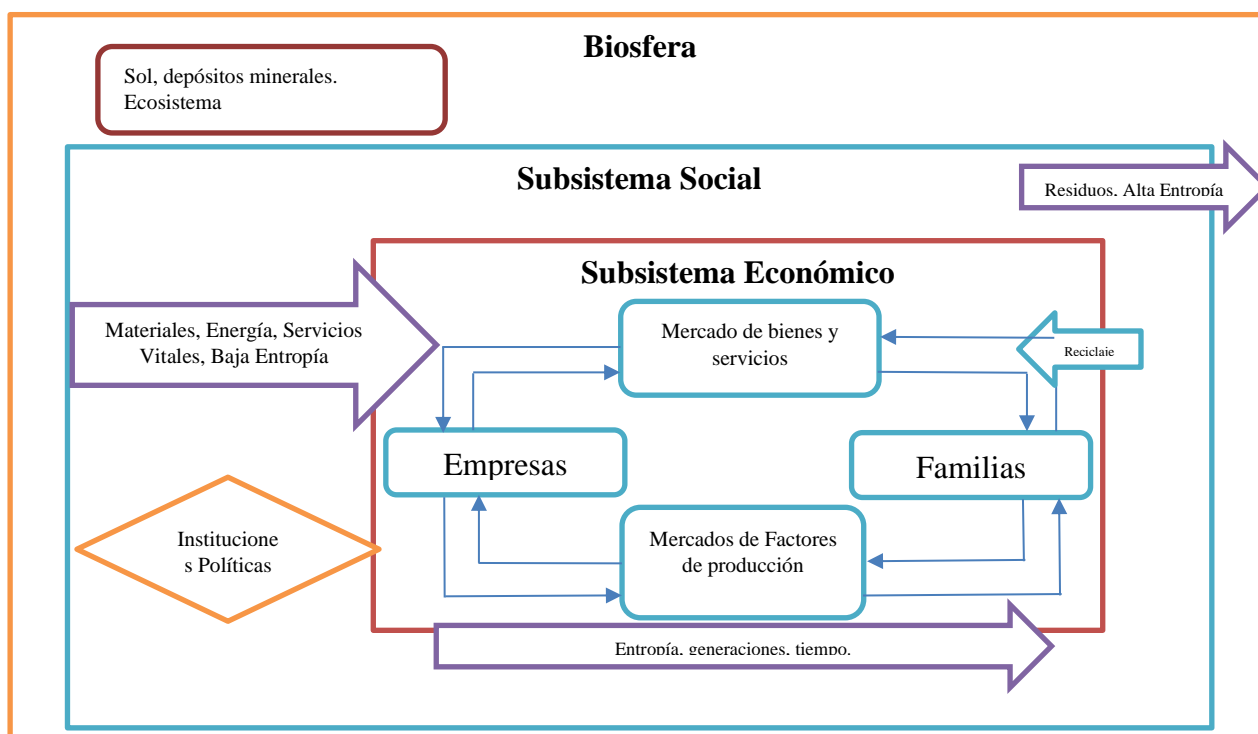 Biosfera
Sol, depósitos minerales.
Ecosistema
Subsistema Social
Residuos, Alta Entropía
Subsistema Económico
Materiales, Energía, Servicios
Vitales, Baja Entropía
Mercado de bienes y
servicios
Reciclaje
Empresas
Familias
Institucione
s Políticas
Mercados de Factores
de producción
Entropía, generaciones, tiempo.